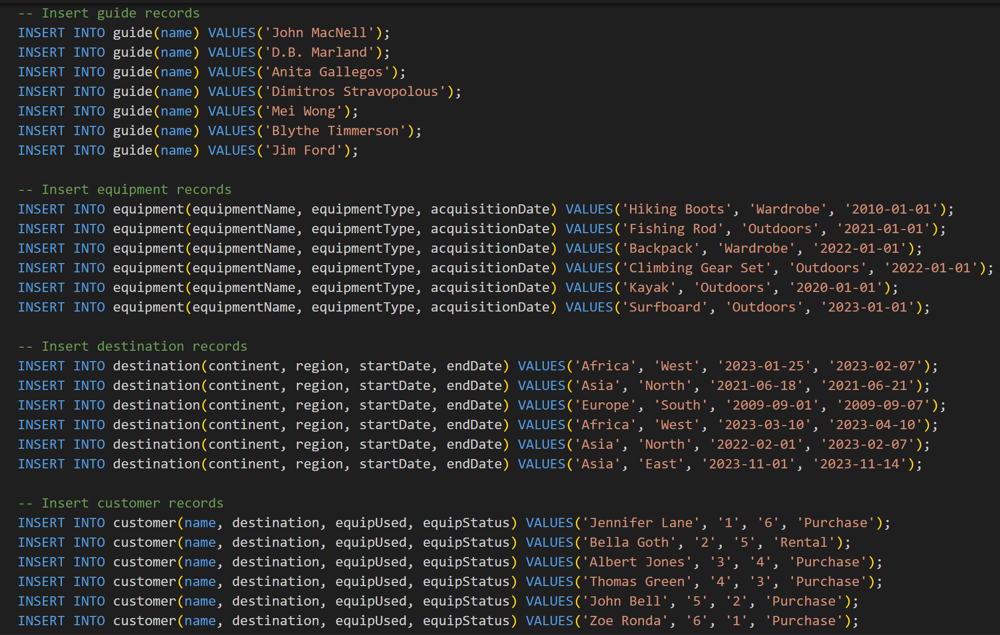 -- Insert guide records
INSERT INTO guide(name) VALUES('John MacNell');
INSERT INTO guide(name) VALUES('D.B. Marland');
INSERT INTO guide(name) VALUES('Anita Gallegos');
INSERT INTO guide(name) VALUES('Dimitros Stravopolous');
INSERT INTO guide(name) VALUES('Mei Wong');
INSERT INTO guide(name) VALUES('Blythe Timmerson');
INSERT INTO guide(name) VALUES('Jim Ford');

-- Insert equipment records
INSERT INTO equipment(equipmentName, equipmentType, acquisitionDate) VALUES('Hiking Boots', 'Wardrobe', '2010-01-01');
INSERT INTO equipment(equipmentName, equipmentType, acquisitionDate) VALUES('Fishing Rod', 'Outdoors', '2021-01-01');
INSERT INTO equipment(equipmentName, equipmentType, acquisitionDate) VALUES('Backpack', 'Wardrobe', '2022-01-01');
INSERT INTO equipment(equipmentName, equipmentType, acquisitionDate) VALUES('Climbing Gear Set', 'Outdoors', '2022-01-01');
INSERT INTO equipment(equipmentName, equipmentType, acquisitionDate) VALUES('Kayak', 'Outdoors', '2020-01-01');
INSERT INTO equipment(equipmentName, equipmentType, acquisitionDate) VALUES('Surfboard', 'Outdoors', '2023-01-01');

-- Insert destination records
INSERT INTO destination(continent, region, startDate, endDate) VALUES('Africa', 'West', '2023-01-25', '2023-02-07');
INSERT INTO destination(continent, region, startDate, endDate) VALUES('Asia', 'North', '2021-06-18', '2021-06-21');
INSERT INTO destination(continent, region, startDate, endDate) VALUES('Europe', 'South', '2009-09-01', '2009-09-07');
INSERT INTO destination(continent, region, startDate, endDate) VALUES('Africa', 'West', '2023-03-10', '2023-04-10');
INSERT INTO destination(continent, region, startDate, endDate) VALUES('Asia', 'North', '2022-02-01', '2023-02-07');
INSERT INTO destination(continent, region, startDate, endDate) VALUES('Asia', 'East', '2023-11-01', '2023-11-14');

-- Insert customer records
INSERT INTO customer(name, destination, equipUsed, equipStatus) VALUES('Jennifer Lane', '1', '6', 'Purchase');
INSERT INTO customer(name, destination, equipUsed, equipStatus) VALUES('Bella Goth', '2', '5', 'Rental');
INSERT INTO customer(name, destination, equipUsed, equipStatus) VALUES('Albert Jones', '3', '4', 'Purchase');
INSERT INTO customer(name, destination, equipUsed, equipStatus) VALUES('Thomas Green', '4', '3', 'Purchase');
INSERT INTO customer(name, destination, equipUsed, equipStatus) VALUES('John Bell', '5', '2', 'Purchase');
INSERT INTO customer(name, destination, equipUsed, equipStatus) VALUES('Zoe Ronda', '6', '1', 'Purchase');